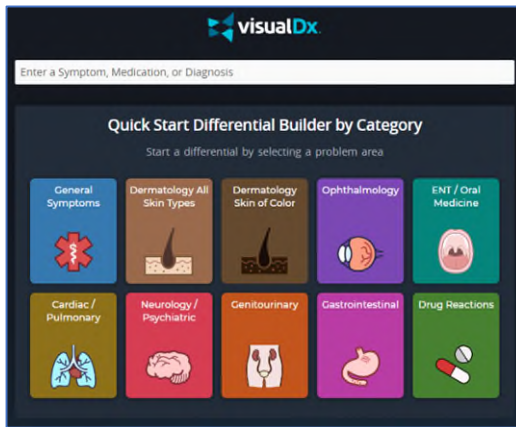 visualDx.
Enter a Symptom, Medication, or Diagnosis
Quick Start Differential Builder by Category
Start a differential by selecting a problem area
General
Symptoms
Dermatology All
Skin Types
Dermatology
Skin of Color
Ophthalmology
ENT / Oral
Medicine
Cardiac /
Pulmonary
Neurology /
Psychiatric
Genitourinary
Gastrointestinal
Drug Reactions